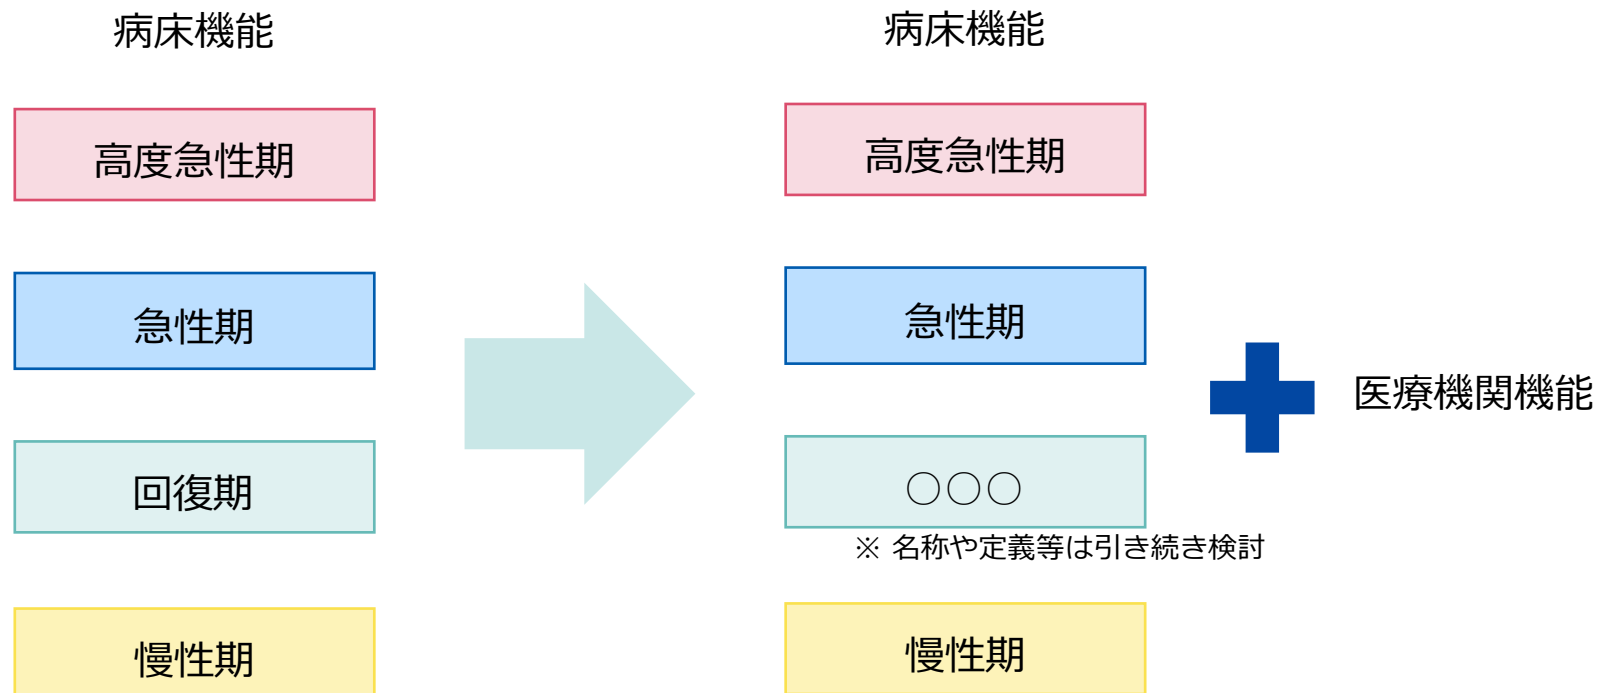 病床機能
高度急性期
急性期
回復期
慢性期
病床機能
高度急性期
急性期
○○○
※ 名称や定義等は引き続き検討
慢性期
医療機関機能